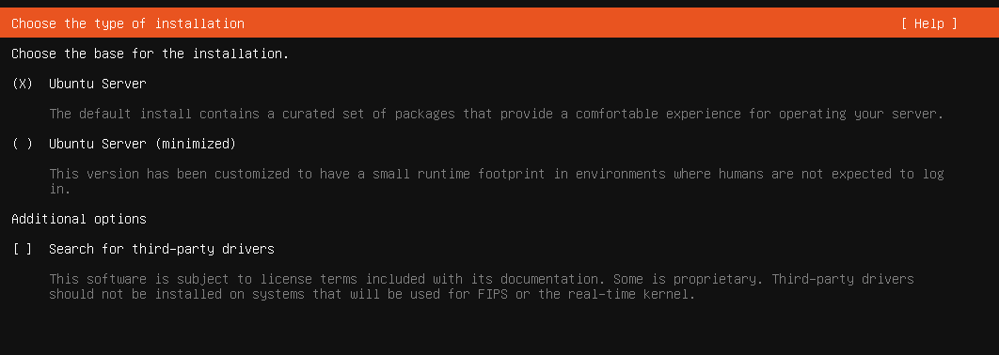 Choose the type of installation [ Help ]
Choose the base for the installation.
(X) Ubuntu Server
The default install contains a curated set of packages that provide a comfortable experience for operating your server.
( ) Ubuntu Server (minimized)
This version has been customized to have a small runtime footprint in environments where humans are not expected to log
in.
Additional options
[ ] Search for third-party drivers
This software is subject to license terms included with its documentation. Some is proprietary. Third-party drivers
should not be installed on systems that will be used for FIPS or the real-time kernel.